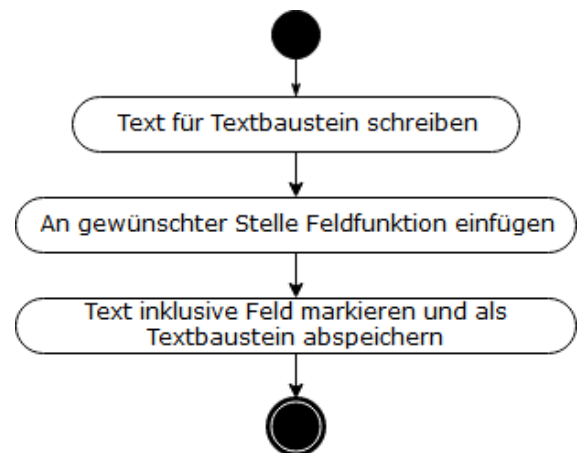 Text für Textbaustein schreiben
An gewünschter Stelle Feldfunktion einfügen
Text inklusive Feld markieren und als
Textbaustein abspeichern